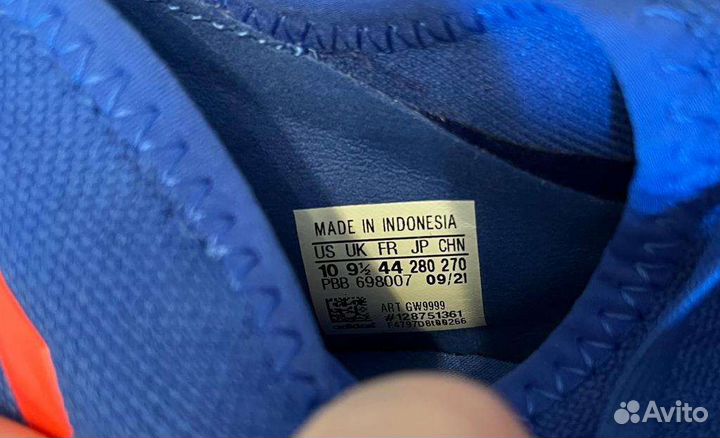 MADE IN INDONESIA
US UK FR JP CHN
10 9½ 44 280 270
PBB 698007 09/21
ART GW9999
adidas #128751361
Avito